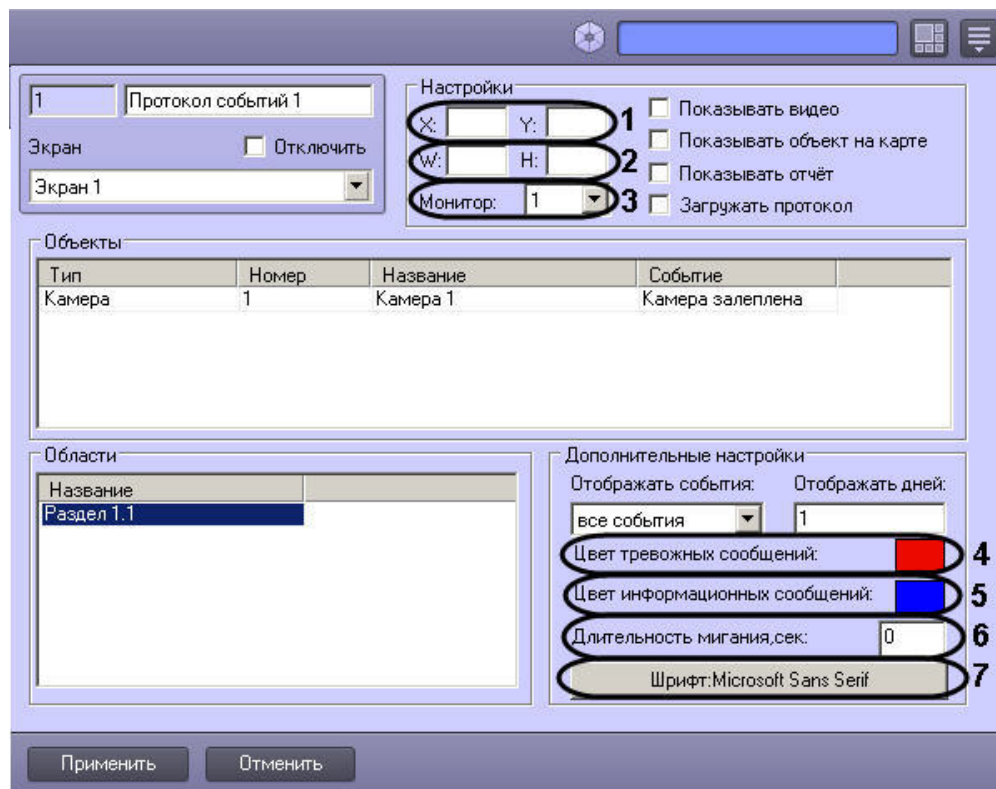 1
Протокол событий 1
Экран
Отключить
Экран 1
Настройки
X: Y: 1
W: H: 2
Монитор: 1 3
Показывать видео
Показывать объект на карте
Показывать отчёт
Загружать протокол
Объекты
Тип Номер Название Событие
Камера 1 Камера 1 Камера залеплена
Области
Название
Раздел 1.1
Дополнительные настройки
Отображать события: Отображать дней:
все события 1
Цвет тревожных сообщений: 4
Цвет информационных сообщений: 5
Длительность мигания,сек: 0 6
Шрифт:Microsoft Sans Serif 7
Применить Отменить